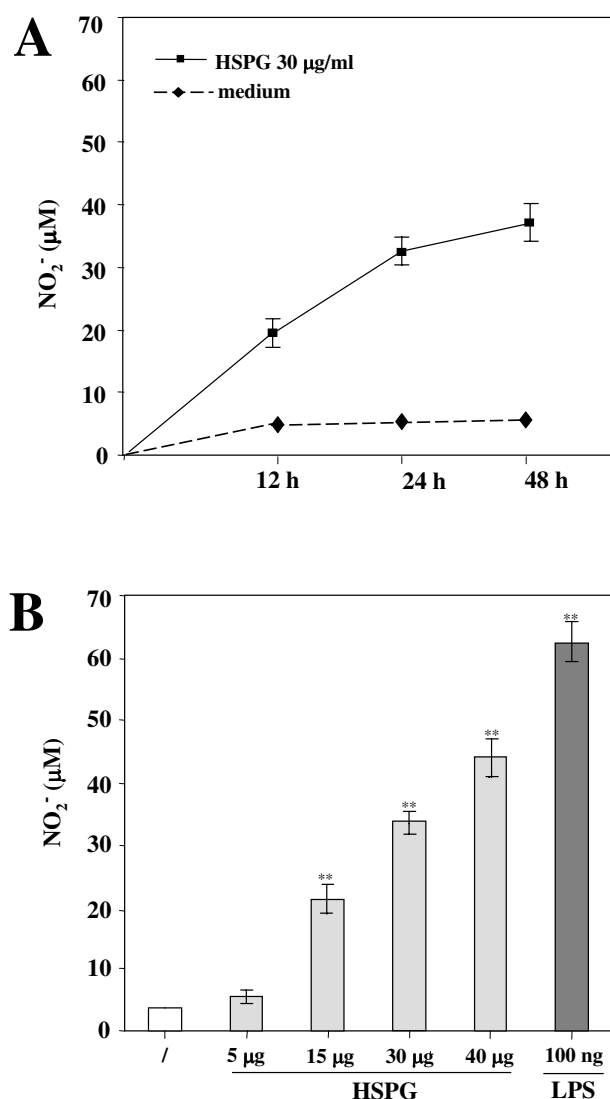 A
70
60
50
40
30
20
10
0
NO₂⁻ (µM)
HSPG 30 µg/ml
medium
12 h 24 h 48 h
B
70
60
50
40
30
20
10
0
NO₂⁻ (µM)
** ** ** **
/ 5 µg 15 µg 30 µg 40 µg 100 ng
HSPG LPS